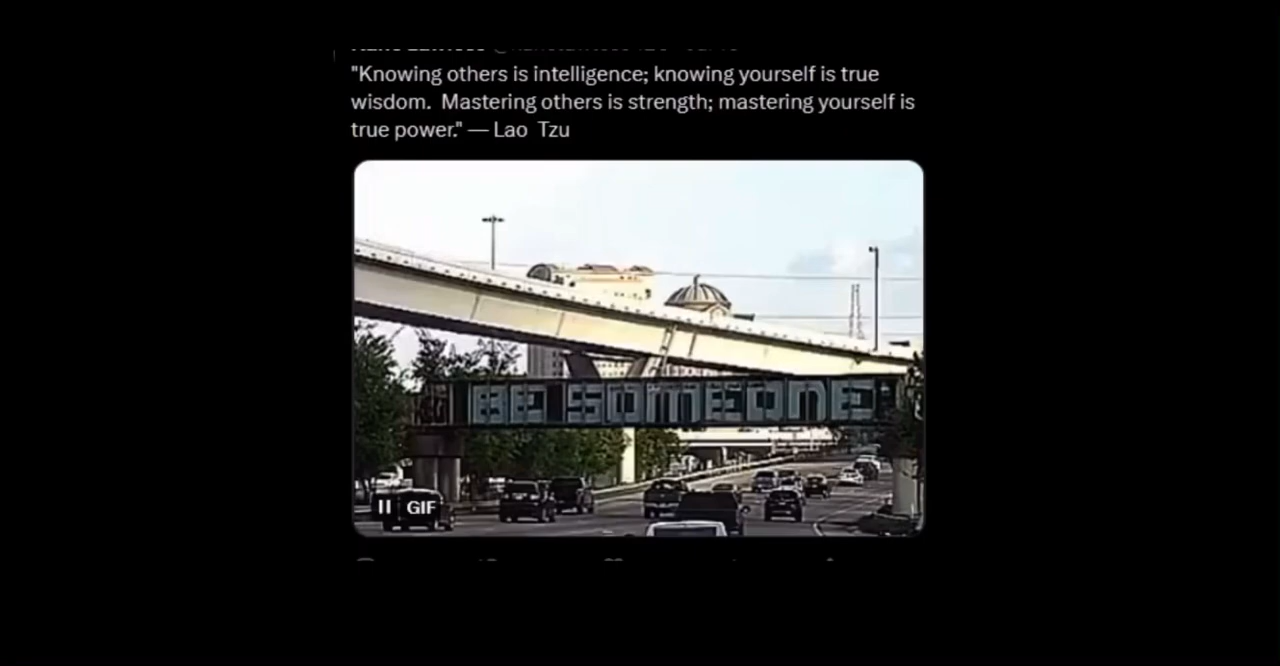 "Knowing others is intelligence; knowing yourself is true
wisdom.  Mastering others is strength; mastering yourself is
true power." — Lao  Tzu
BE SOMEONE
GIF